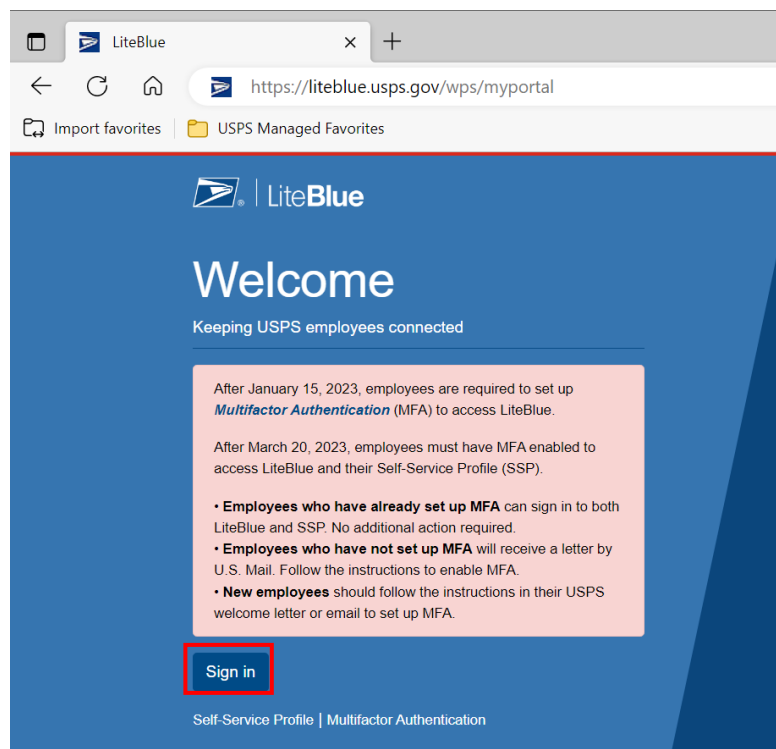 LiteBlue
https://liteblue.usps.gov/wps/myportal
Import favorites USPS Managed Favorites
LiteBlue
Welcome
Keeping USPS employees connected
After January 15, 2023, employees are required to set up
Multifactor Authentication (MFA) to access LiteBlue.
After March 20, 2023, employees must have MFA enabled to
access LiteBlue and their Self-Service Profile (SSP).
• Employees who have already set up MFA can sign in to both
LiteBlue and SSP. No additional action required.
• Employees who have not set up MFA will receive a letter by
U.S. Mail. Follow the instructions to enable MFA.
• New employees should follow the instructions in their USPS
welcome letter or email to set up MFA.
Sign in
Self-Service Profile | Multifactor Authentication